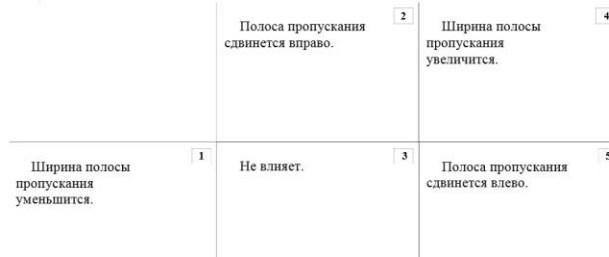 2
Полоса пропускания
сдвинется вправо.
4
Ширина полосы
пропускания
увеличится.
1
Ширина полосы
пропускания
уменьшится.
3
Не влияет.
5
Полоса пропускания
сдвинется влево.